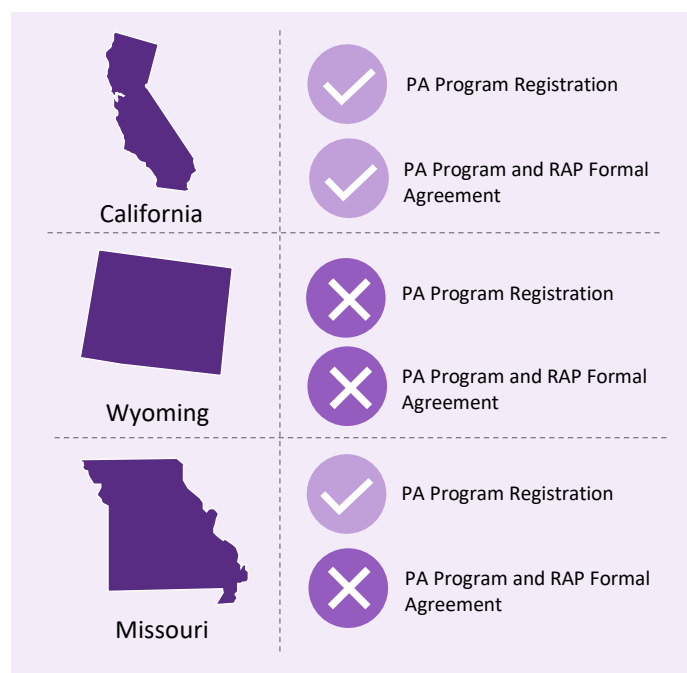 California
PA Program Registration
PA Program and RAP Formal
Agreement
Wyoming
PA Program Registration
PA Program and RAP Formal
Agreement
Missouri
PA Program Registration
PA Program and RAP Formal
Agreement